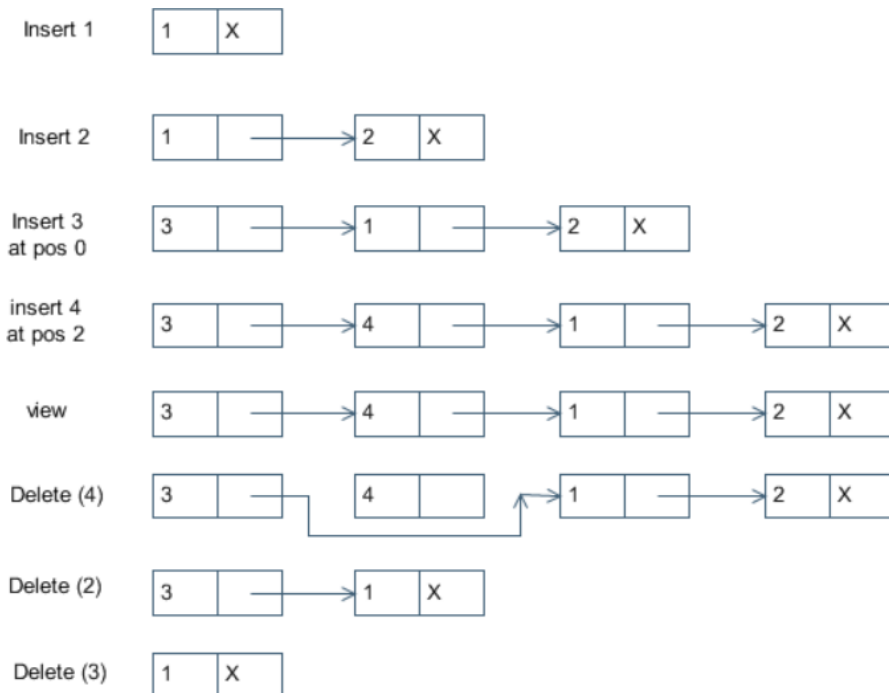 Insert 1 1 X
Insert 2 1 2 X
Insert 3
at pos 0
3 1 2 X
insert 4
at pos 2
3 4 1 2 X
view 3 4 1 2 X
Delete (4) 3 4 1 2 X
Delete (2) 3 1 X
Delete (3) 1 X